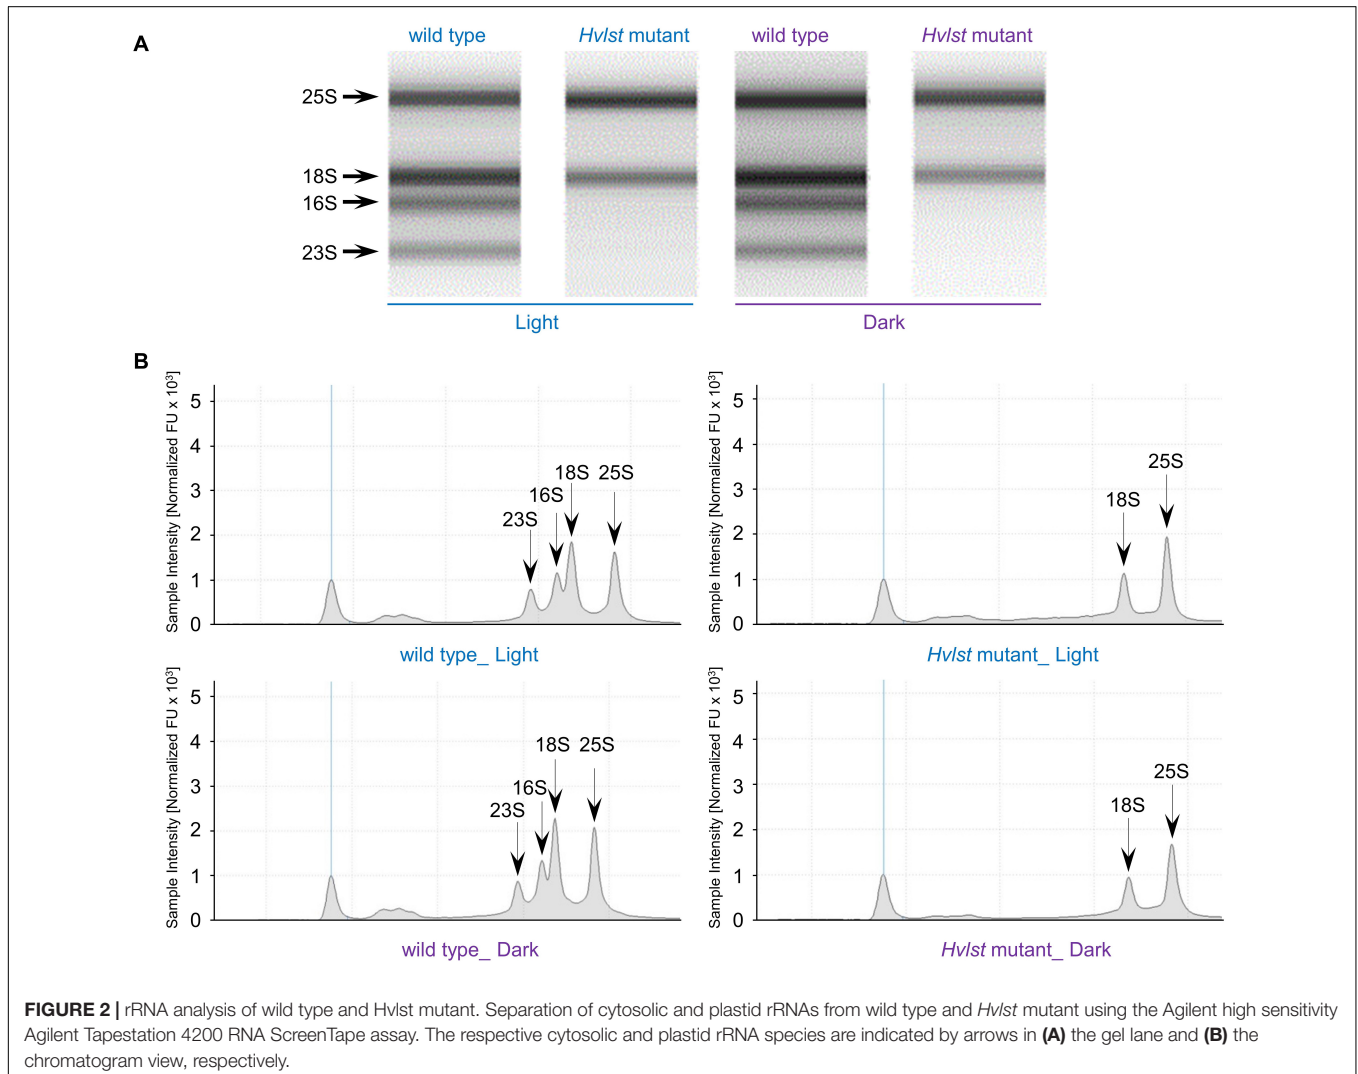 A
wild type
Hvlst mutant
wild type
Hvlst mutant
25S
18S
16S
23S
Light
Dark
B
Sample Intensity [Normalized FU x 10³]
5
4
3
2
1
0
23S
16S
18S
25S
wild type_ Light
Sample Intensity [Normalized FU x 10³]
5
4
3
2
1
0
18S
25S
Hvlst mutant_ Light
Sample Intensity [Normalized FU x 10³]
5
4
3
2
1
0
23S
16S
18S
25S
wild type_ Dark
Sample Intensity [Normalized FU x 10³]
5
4
3
2
1
0
18S
25S
Hvlst mutant_ Dark
FIGURE 2 | rRNA analysis of wild type and Hvlst mutant. Separation of cytosolic and plastid rRNAs from wild type and Hvlst mutant using the Agilent high sensitivity
Agilent Tapestation 4200 RNA ScreenTape assay. The respective cytosolic and plastid rRNA species are indicated by arrows in (A) the gel lane and (B) the
chromatogram view, respectively.